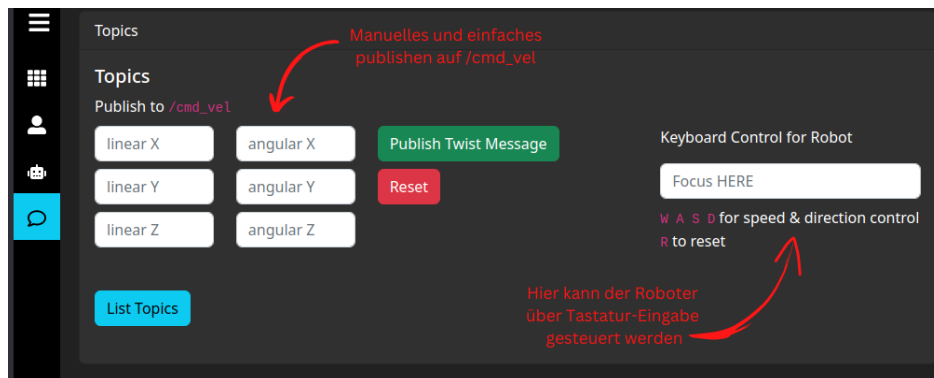 Topics
Manuelles und einfaches
publishen auf /cmd_vel
Topics
Publish to /cmd_vel
linear X
angular X
Publish Twist Message
linear Y
angular Y
Reset
linear Z
angular Z
Keyboard Control for Robot
Focus HERE
W A S D for speed & direction control
R to reset
List Topics
Hier kann der Roboter
über Tastatur-Eingabe
gesteuert werden